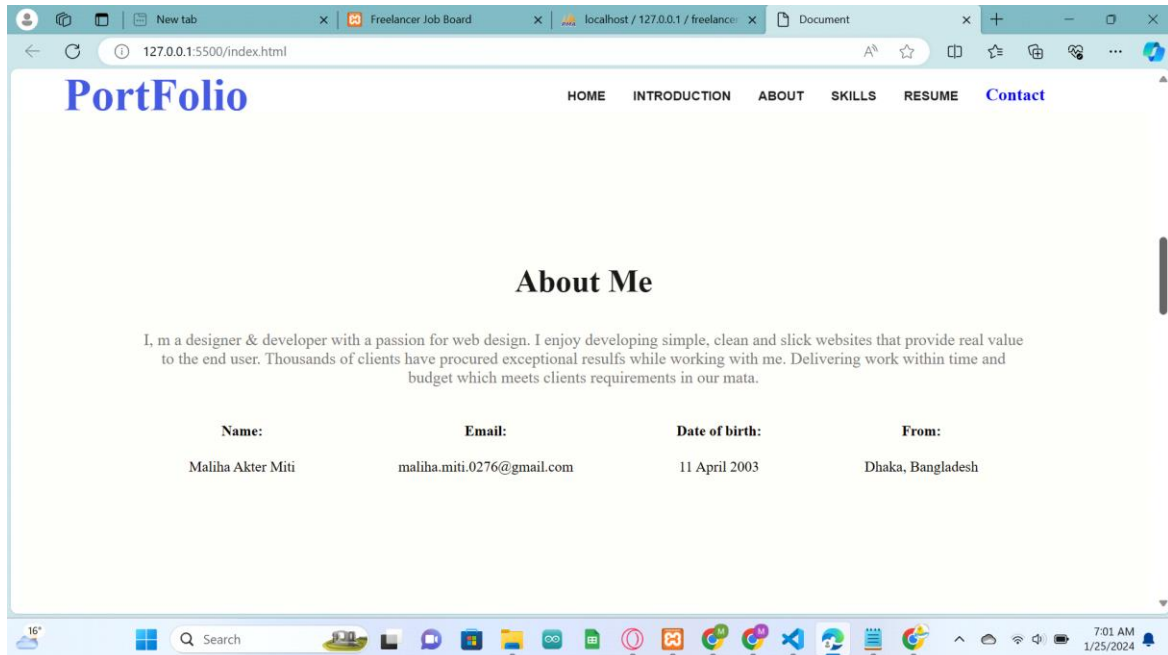 New tab
Freelancer Job Board
localhost / 127.0.0.1 / freelancer
Document
127.0.0.1:5500/index.html
PortFolio
HOME INTRODUCTION ABOUT SKILLS RESUME Contact
About Me
I, m a designer & developer with a passion for web design. I enjoy developing simple, clean and slick websites that provide real value
to the end user. Thousands of clients have procured exceptional resulfs while working with me. Delivering work within time and
budget which meets clients requirements in our mata.
Name: Email: Date of birth: From:
Maliha Akter Miti maliha.miti.0276@gmail.com 11 April 2003 Dhaka, Bangladesh
16°
Search
7:01 AM
1/25/2024